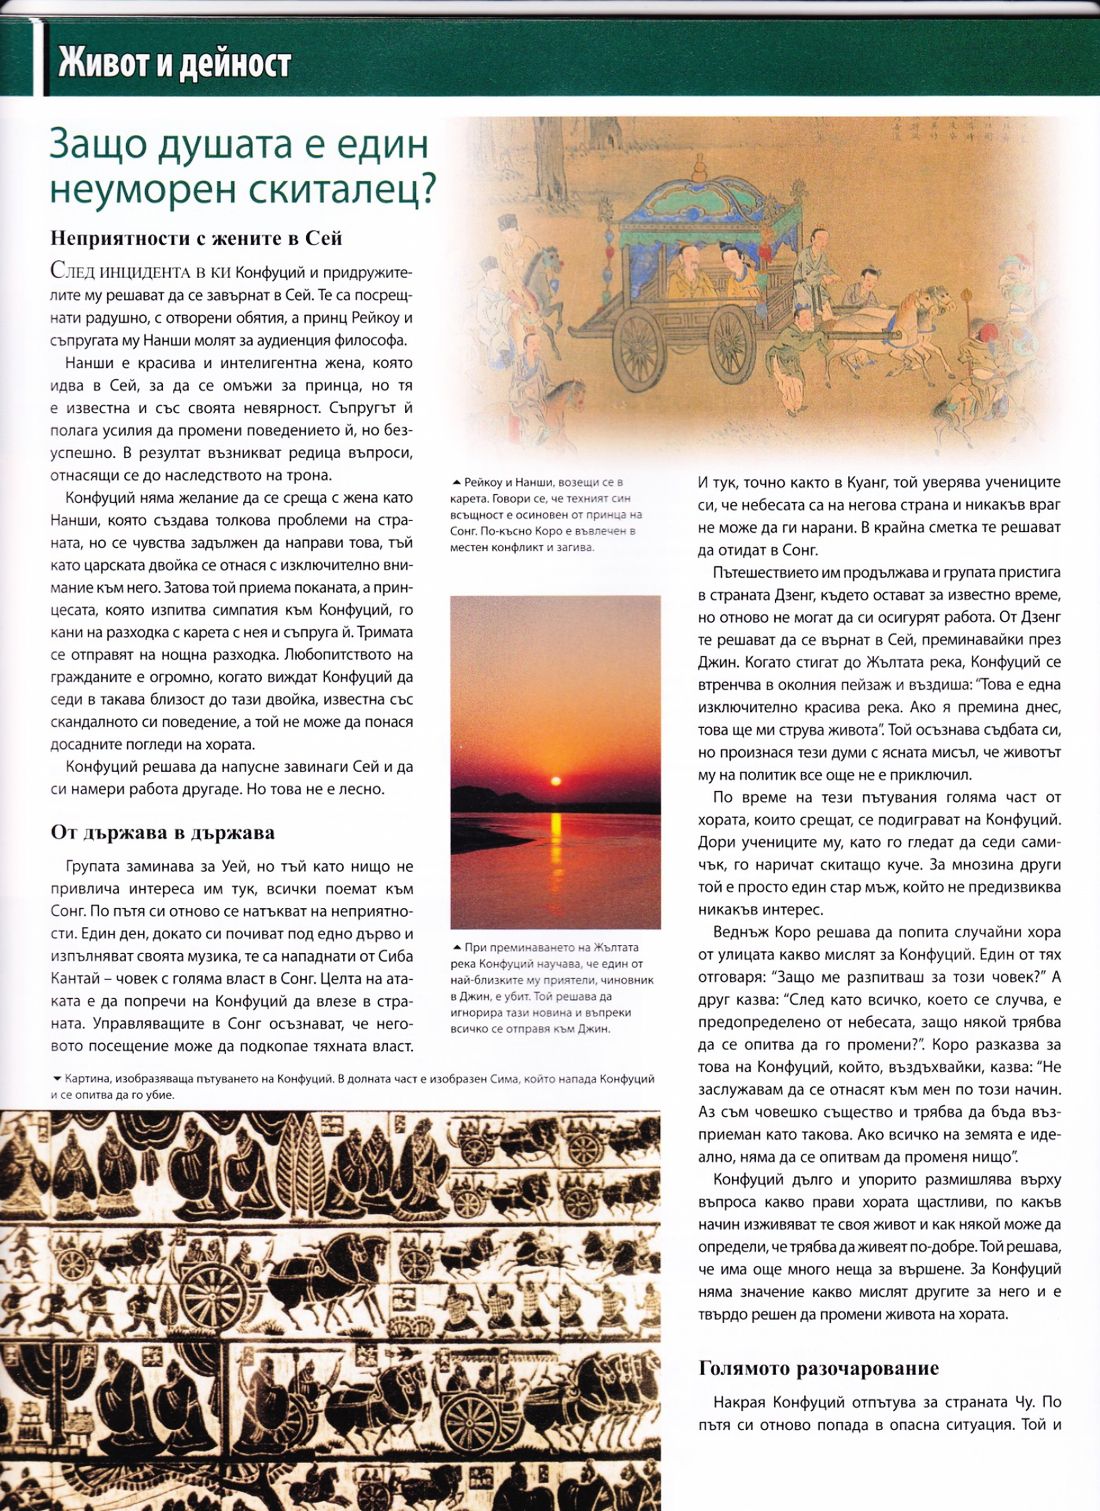 Живот и дейност
Защо душата е един
неуморен скиталец?
Неприятности с жените в Сей
СЛЕД ИНЦИДЕНТА В КИ Конфуций и придружите-
лите му решават да се завърнат в Сей. Те са посрещ-
нати радушно, с отворени обятия, а принц Рейкоу и
съпругата му Нанши молят за аудиенция философа.
Нанши е красива и интелигентна жена, която
идва в Сей, за да се омъжи за принца, но тя
е известна и със своята невярност. Съпругът й
полага усилия да промени поведението й, но без-
успешно. В резултат възникват редица въпроси,
отнасящи се до наследството на трона.
Конфуций няма желание да се среща с жена като
Нанши, която създава толкова проблеми на стра-
ната, но се чувства задължен да направи това, тъй
като царската двойка се отнася с изключително вни-
мание към него. Затова той приема поканата, а прин-
цесата, която изпитва симпатия към Конфуций, го
кани на разходка с карета с нея и съпруга й. Тримата
се отправят на нощна разходка. Любопитството на
гражданите е огромно, когато виждат Конфуций да
седи в такава близост до тази двойка, известна със
скандалното си поведение, а той не може да понася
досадните погледи на хората.
Конфуций решава да напусне завинаги Сей и да
си намери работа другаде. Но това не е лесно.
От държава в държава
Групата заминава за Уей, но тъй като нищо не
привлича интереса им тук, всички поемат към
Сонг. По пътя си отново се натъкват на неприятно-
сти. Един ден, докато си почиват под едно дърво и
изпълняват своята музика, те са нападнати от Сиба
Кантай – човек с голяма власт в Сонг. Целта на ата-
ката е да попречи на Конфуций да влезе в стра-
ната. Управляващите в Сонг осъзнават, че него-
вото посещение може да подкопае тяхната власт.
▲ Рейкоу и Нанши, возещи се в
карета. Говори се, че техният син
всъщност е осиновен от принца на
Сонг. По-късно Коро е въвлечен в
местен конфликт и загива.
▲ При преминаването на Жълтата
река Конфуций научава, че един от
най-близките му приятели, чиновник
в Джин, е убит. Той решава да
игнорира тази новина и въпреки
всичко се отправя към Джин.
▼ Картина, изобразяваща пътуването на Конфуций. В долната част е изобразен Сима, който напада Конфуций
и се опитва да го убие.
И тук, точно както в Куанг, той уверява учениците
си, че небесата са на негова страна и никакъв враг
не може да ги нарани. В крайна сметка те решават
да отидат в Сонг.
Пътешествието им продължава и групата пристига
в страната Дзенг, където остават за известно време,
но отново не могат да си осигурят работа. От Дзенг
те решават да се върнат в Сей, преминавайки през
Джин. Когато стигат до Жълтата река, Конфуций се
втренчва в околния пейзаж и въздиша: “Това е една
изключително красива река. Ако я премина днес,
това ще ми струва живота”. Той осъзнава съдбата си,
но произнася тези думи с ясната мисъл, че животът
му на политик все още не е приключил.
По време на тези пътувания голяма част от
хората, които срещат, се подиграват на Конфуций.
Дори учениците му, като го гледат да седи сами-
чък, го наричат скитащо куче. За мнозина други
той е просто един стар мъж, който не предизвиква
никакъв интерес.
Веднъж Коро решава да попита случайни хора
от улицата какво мислят за Конфуций. Един от тях
отговаря: “Защо ме разпитваш за този човек?” А
друг казва: “След като всичко, което се случва, е
предопределено от небесата, защо някой трябва
да се опитва да го промени?”. Коро разказва за
това на Конфуций, който, въздъхвайки, казва: “Не
заслужавам да се отнасят към мен по този начин.
Аз съм човешко същество и трябва да бъда въз-
приеман като такова. Ако всичко на земята е иде-
ално, няма да се опитвам да променя нищо”.
Конфуций дълго и упорито размишлява върху
въпроса какво прави хората щастливи, по какъв
начин изживяват те своя живот и как някой може да
определи, че трябва да живеят по-добре. Той решава,
че има още много неща за вършене. За Конфуций
няма значение какво мислят другите за него и е
твърдо решен да промени живота на хората.
Голямото разочарование
Накрая Конфуций отпътува за страната Чу. По
пътя си отново попада в опасна ситуация. Той и